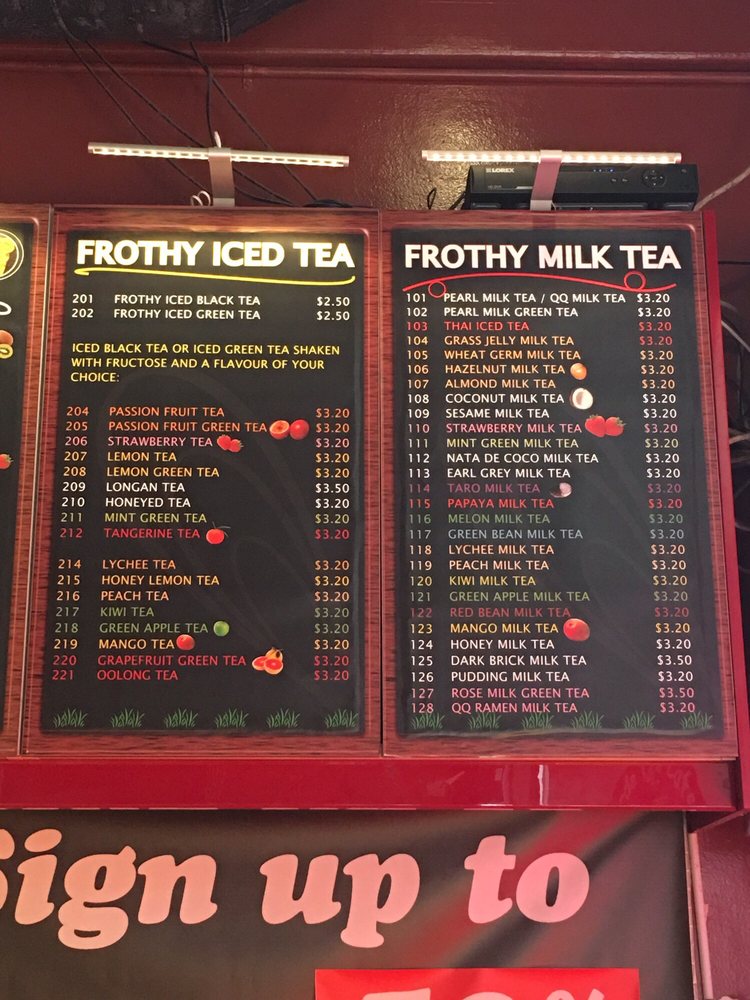 FROTHY ICED TEA
201 FROTHY ICED BLACK TEA $2.50
202 FROTHY ICED GREEN TEA $2.50
ICED BLACK TEA OR ICED GREEN TEA SHAKEN
WITH FRUCTOSE AND A FLAVOUR OF YOUR
CHOICE:
204 PASSION FRUIT TEA $3.20
205 PASSION FRUIT GREEN TEA $3.20
206 STRAWBERRY TEA $3.20
207 LEMON TEA $3.20
208 LEMON GREEN TEA $3.20
209 LONGAN TEA $3.50
210 HONEYED TEA $3.20
211 MINT GREEN TEA $3.20
212 TANGERINE TEA $3.20
214 LYCHEE TEA $3.20
215 HONEY LEMON TEA $3.20
216 PEACH TEA $3.20
217 KIWI TEA $3.20
218 GREEN APPLE TEA $3.20
219 MANGO TEA $3.20
220 GRAPEFRUIT GREEN TEA $3.20
221 OOLONG TEA $3.20
LOREX
FROTHY MILK TEA
101 PEARL MILK TEA / QQ MILK TEA $3.20
102 PEARL MILK GREEN TEA $3.20
103 THAI ICED TEA $3.20
104 GRASS JELLY MILK TEA $3.20
105 WHEAT GERM MILK TEA $3.20
106 HAZELNUT MILK TEA $3.20
107 ALMOND MILK TEA $3.20
108 COCONUT MILK TEA $3.20
109 SESAME MILK TEA $3.20
110 STRAWBERRY MILK TEA $3.20
111 MINT GREEN MILK TEA $3.20
112 NATA DE COCO MILK TEA $3.20
113 EARL GREY MILK TEA $3.20
114 TARO MILK TEA $3.20
115 PAPAYA MILK TEA $3.20
116 MELON MILK TEA $3.20
117 GREEN BEAN MILK TEA $3.20
118 LYCHEE MILK TEA $3.20
119 PEACH MILK TEA $3.20
120 KIWI MILK TEA $3.20
121 GREEN APPLE MILK TEA $3.20
122 RED BEAN MILK TEA $3.20
123 MANGO MILK TEA $3.20
124 HONEY MILK TEA $3.20
125 DARK BRICK MILK TEA $3.50
126 PUDDING MILK TEA $3.20
127 ROSE MILK GREEN TEA $3.50
128 QQ RAMEN MILK TEA $3.20
Sign up to